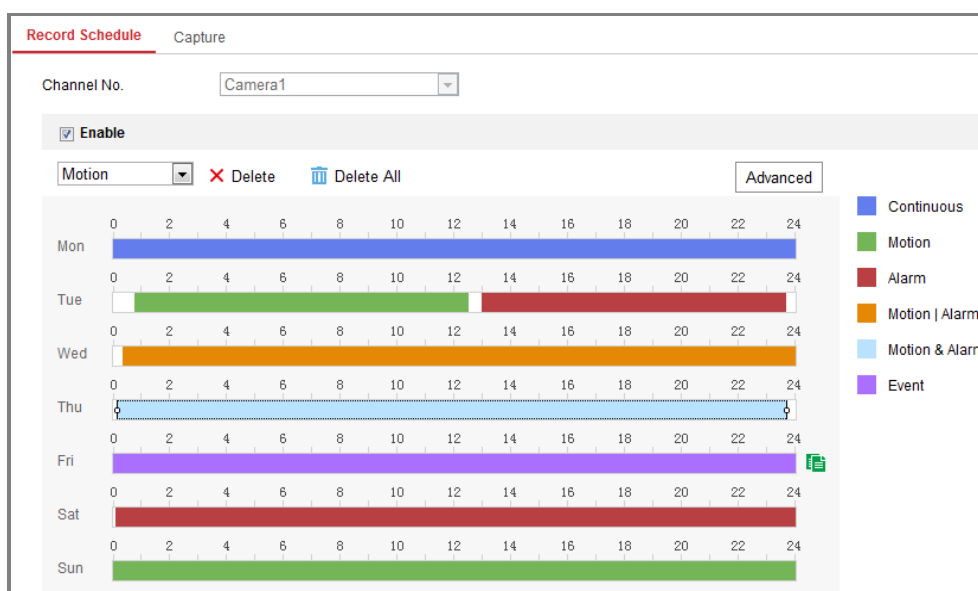 Record Schedule Capture
Channel No. Camera1
Enable
Motion Delete Delete All Advanced
0 2 4 6 8 10 12 14 16 18 20 22 24
Mon
0 2 4 6 8 10 12 14 16 18 20 22 24
Tue
0 2 4 6 8 10 12 14 16 18 20 22 24
Wed
0 2 4 6 8 10 12 14 16 18 20 22 24
Thu
0 2 4 6 8 10 12 14 16 18 20 22 24
Fri
0 2 4 6 8 10 12 14 16 18 20 22 24
Sat
0 2 4 6 8 10 12 14 16 18 20 22 24
Sun
Continuous
Motion
Alarm
Motion | Alarm
Motion & Alarm
Event